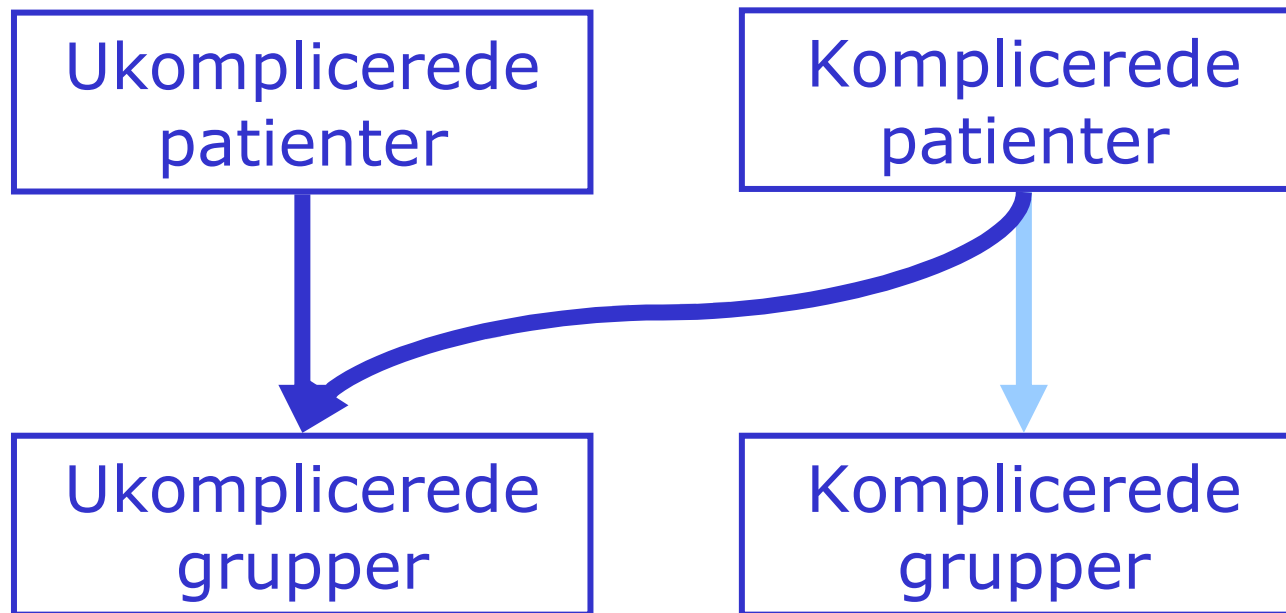 Ukomplicerede
patienter
Komplicerede
patienter
Ukomplicerede
grupper
Komplicerede
grupper